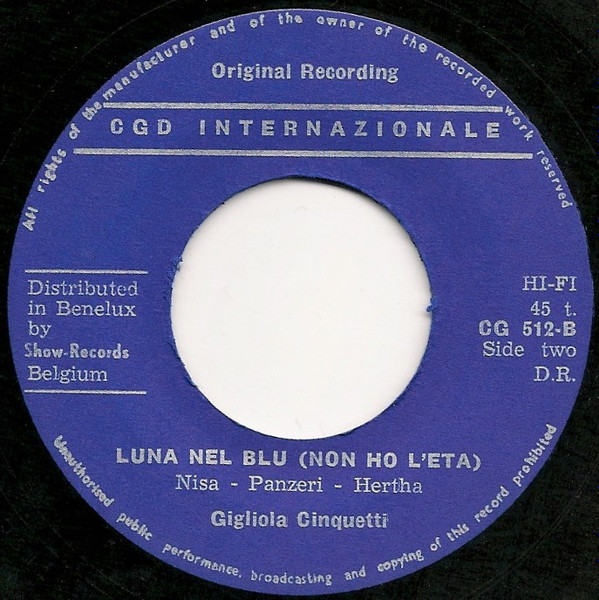 All rights of the manufacturer and of the owner of the recorded work reserved
Original Recording
CGD INTERNAZIONALE
Distributed
in Benelux
by
Show-Records
Belgium
HI-FI
45 t.
CG 512-B
Side two
D.R.
LUNA NEL BLU (NON HO L'ETA)
Nisa - Panzeri - Hertha
Gigliola Cinquetti
Unauthorised public performance, broadcasting and copying of this record prohibited